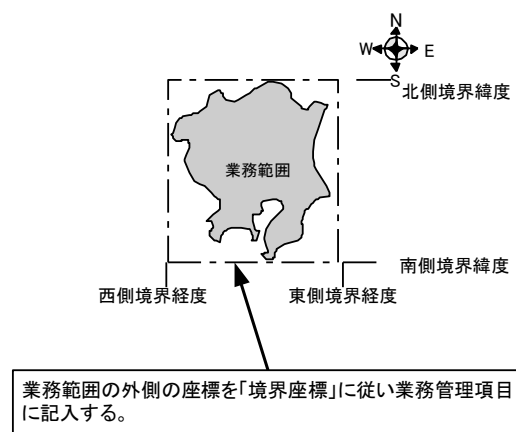 N
W E
S
北側境界緯度
業務範囲
南側境界緯度
西側境界経度 東側境界経度
業務範囲の外側の座標を「境界座標」に従い業務管理項目
に記入する。